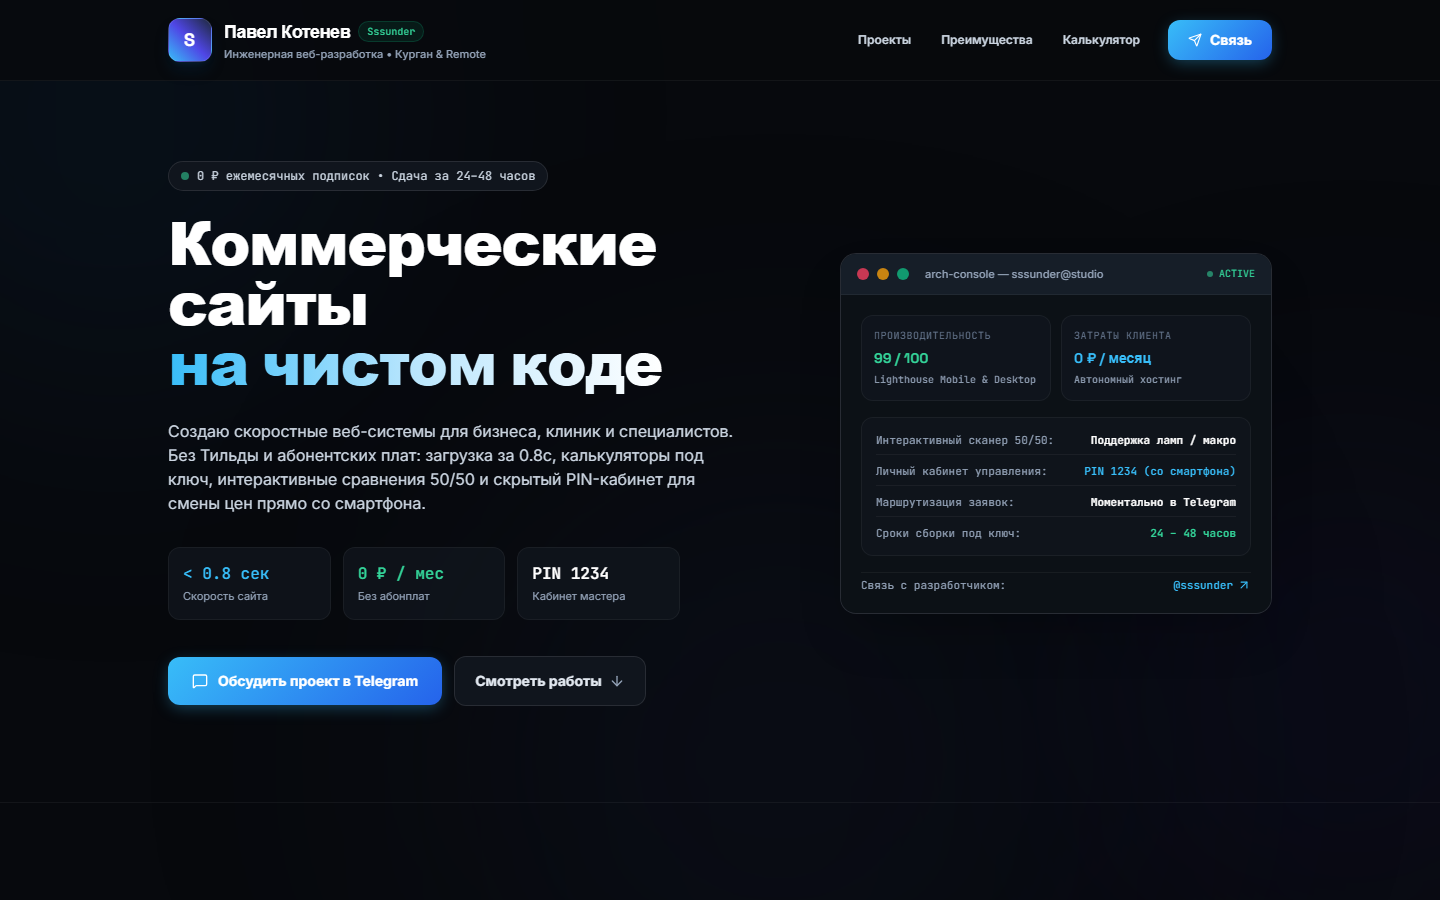 S
Павел Котенев Sssunder
Инженерная веб-разработка • Курган & Remote
Проекты Преимущества Калькулятор Связь
0 ₽ ежемесячных подписок • Сдача за 24–48 часов
Коммерческие
сайты
на чистом коде
Создаю скоростные веб-системы для бизнеса, клиник и специалистов.
Без Тильды и абонентских плат: загрузка за 0.8с, калькуляторы под
ключ, интерактивные сравнения 50/50 и скрытый PIN-кабинет для
смены цен прямо со смартфона.
< 0.8 сек
Скорость сайта
0 ₽ / мес
Без абонплат
PIN 1234
Кабинет мастера
Обсудить проект в Telegram
Смотреть работы ↓
arch-console — sssunder@studio ACTIVE
ПРОИЗВОДИТЕЛЬНОСТЬ
99 / 100
Lighthouse Mobile & Desktop
ЗАТРАТЫ КЛИЕНТА
0 ₽ / месяц
Автономный хостинг
Интерактивный сканер 50/50: Поддержка ламп / макро
Личный кабинет управления: PIN 1234 (со смартфона)
Маршрутизация заявок: Моментально в Telegram
Сроки сборки под ключ: 24 – 48 часов
Связь с разработчиком: @sssunder